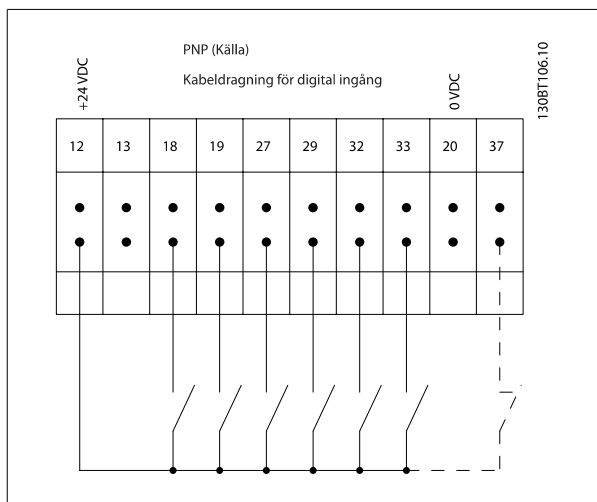 PNP (Källa)
Kabeldragning för digital ingång
+24 VDC
0 VDC
130BT106.10
12 13 18 19 27 29 32 33 20 37